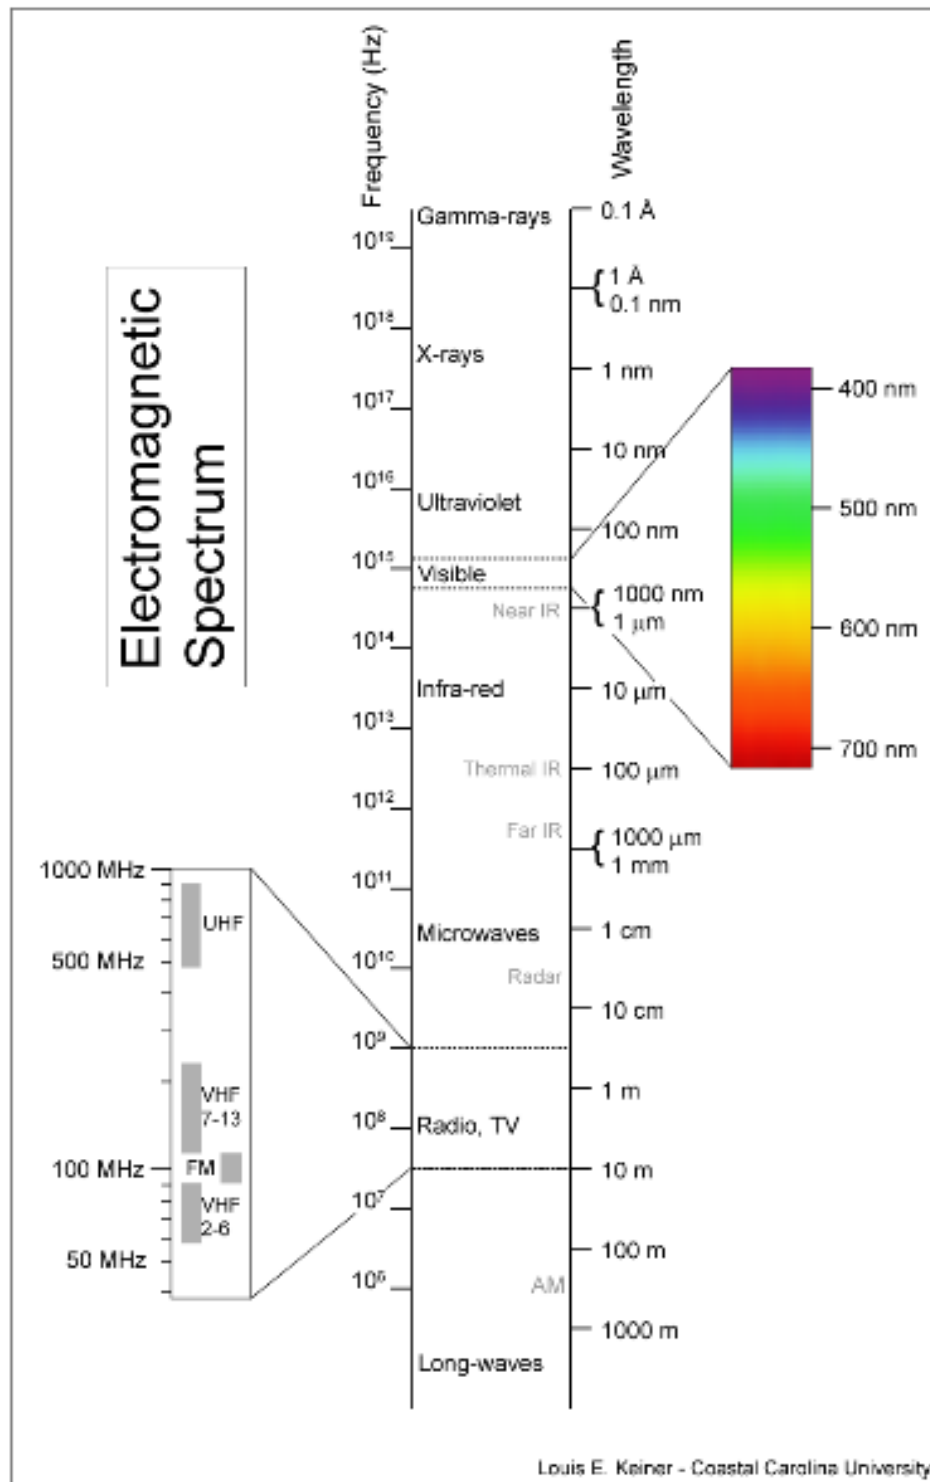 Electromagnetic
Spectrum
Frequency (Hz)
10¹⁹
10¹⁸
10¹⁷
10¹⁶
10¹⁵
10¹⁴
10¹³
10¹²
10¹¹
10¹⁰
10⁹
10⁸
10⁷
10⁶
Gamma-rays
X-rays
Ultraviolet
Visible
Near IR
Infra-red
Thermal IR
Far IR
Microwaves
Radar
Radio, TV
AM
Long-waves
Wavelength
0.1 Å
1 Å
0.1 nm
1 nm
10 nm
100 nm
1000 nm
1 µm
10 µm
100 µm
1000 µm
1 mm
1 cm
10 cm
1 m
10 m
100 m
1000 m
400 nm
500 nm
600 nm
700 nm
1000 MHz
500 MHz
100 MHz
50 MHz
UHF
VHF
7-13
FM
VHF
2-6
Louis E. Keiner - Coastal Carolina University